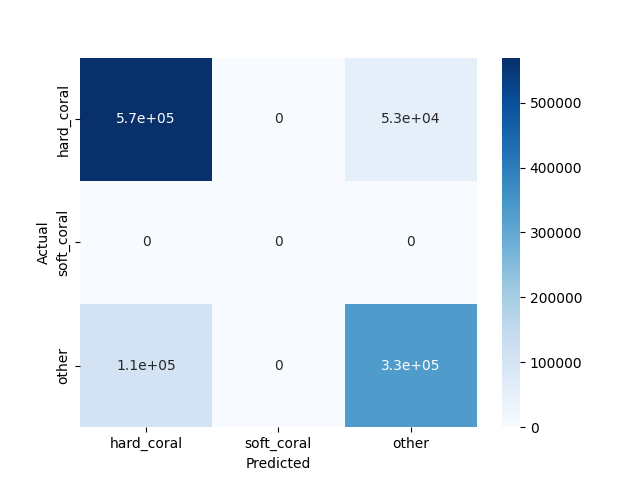 hard_coral
5.7e+05
0
5.3e+04
soft_coral
0
0
0
other
1.1e+05
0
3.3e+05
hard_coral
soft_coral
other
Predicted
Actual
500000
400000
300000
200000
100000
0